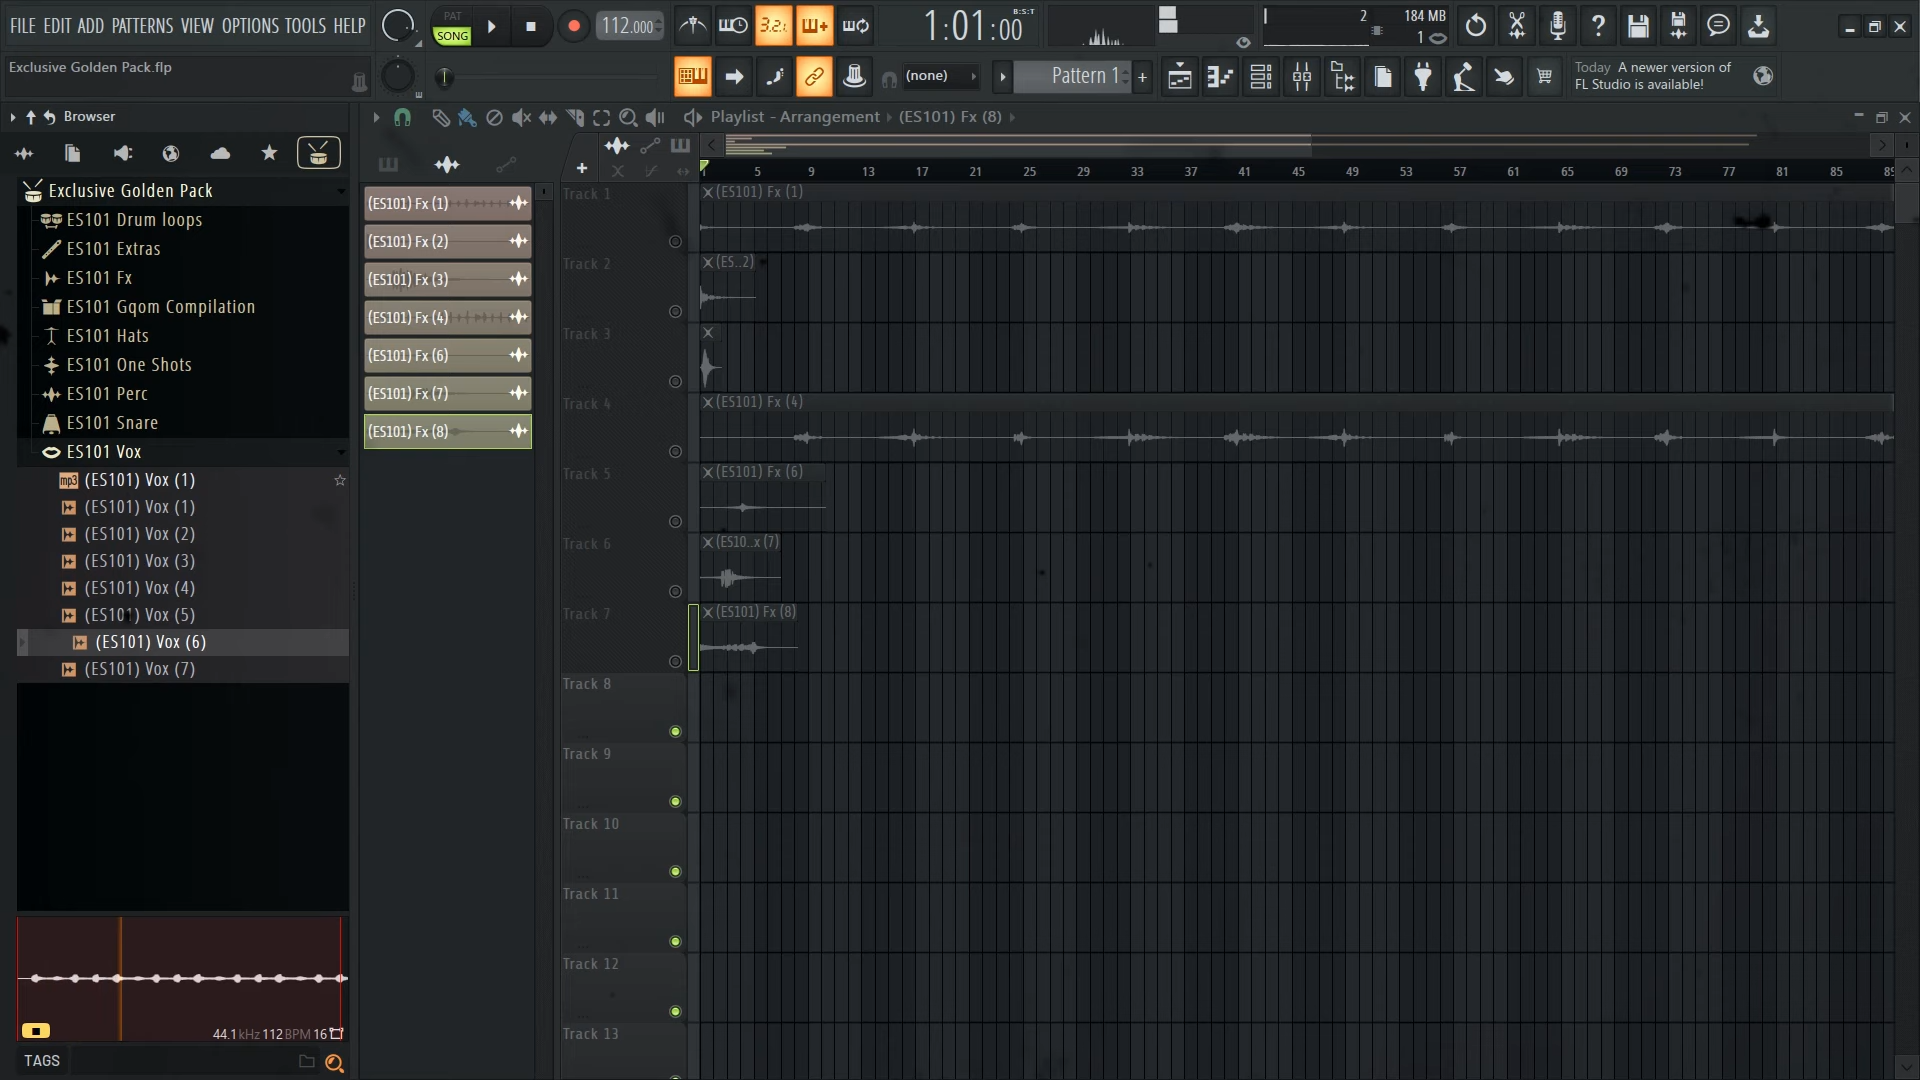 FILE EDIT ADD PATTERNS VIEW OPTIONS TOOLS HELP
PAT
SONG
112.000
3.2.1
1:01:00
B:S:T
2
184 MB
1
Exclusive Golden Pack.flp
(none)
Pattern 1
+
Today A newer version of
FL Studio is available!
Browser
Playlist - Arrangement
(ES101) Fx (8)
Exclusive Golden Pack
ES101 Drum loops
ES101 Extras
ES101 Fx
ES101 Gqom Compilation
ES101 Hats
ES101 One Shots
ES101 Perc
ES101 Snare
ES101 Vox
mp3 (ES101) Vox (1)
(ES101) Vox (1)
(ES101) Vox (2)
(ES101) Vox (3)
(ES101) Vox (4)
(ES101) Vox (5)
(ES101) Vox (6)
(ES101) Vox (7)
44.1 kHz 112 BPM 16
TAGS
(ES101) Fx (1)
(ES101) Fx (2)
(ES101) Fx (3)
(ES101) Fx (4)
(ES101) Fx (6)
(ES101) Fx (7)
(ES101) Fx (8)
+
5 9 13 17 21 25 29 33 37 41 45 49 53 57 61 65 69 73 77 81 85 89
Track 1
(ES101) Fx (1)
Track 2
(ES..2)
Track 3
Track 4
(ES101) Fx (4)
Track 5
(ES101) Fx (6)
Track 6
(ES10..x (7)
Track 7
(ES101) Fx (8)
Track 8
Track 9
Track 10
Track 11
Track 12
Track 13